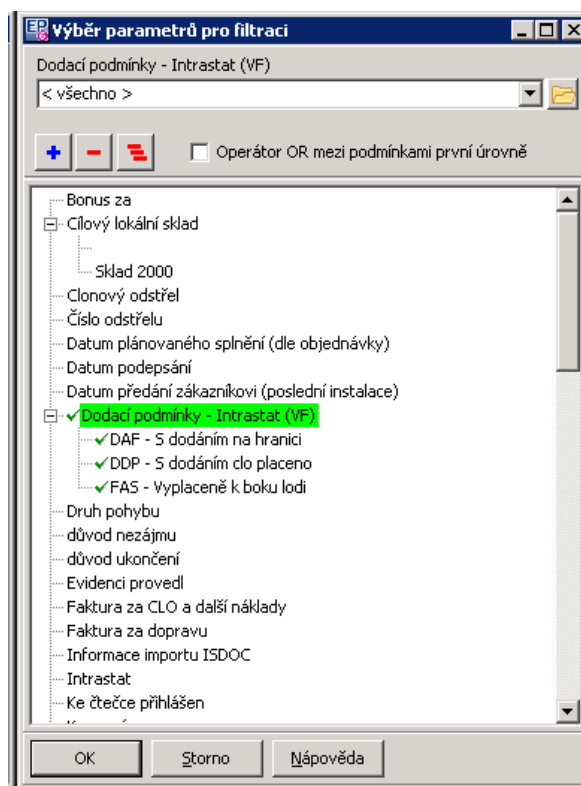 Výběr parametrů pro filtraci
Dodací podmínky - Intrastat (VF)
< všechno >
Operátor OR mezi podmínkami první úrovně
Bonus za
Cílový lokální sklad
Sklad 2000
Clonový odstřel
Číslo odstřelu
Datum plánovaného splnění (dle objednávky)
Datum podepsání
Datum předání zákazníkovi (poslední instalace)
Dodací podmínky - Intrastat (VF)
DAF - S dodáním na hranici
DDP - S dodáním clo placeno
FAS - Vyplaceně k boku lodi
Druh pohybu
důvod nezájmu
důvod ukončení
Evidenci provedl
Faktura za CLO a další náklady
Faktura za dopravu
Informace importu ISDOC
Intrastat
Ke čtečce přihlášen
OK
Storno
Nápověda